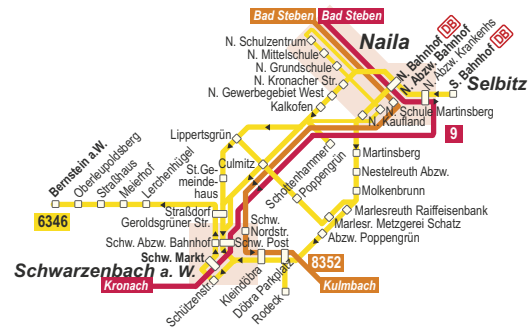 Bad Steben
Bad Steben
Naila
N. Schulzentrum
N. Mittelschule
N. Grundschule
N. Kronacher Str.
N. Gewerbegebiet West
Kalkofen
N. Bahnhof DB
N. Abzw. Bahnhof
N. Abzw. Krankenhs
S. Bahnhof DB
Selbitz
N. Schule Martinsberg
N. Kaufland
9
Lippertsgrün
Culmitz
Schottenhammer
Poppengrün
Martinsberg
Nestelreuth Abzw.
Molkenbrunn
Marlesreuth Raiffeisenbank
Marlesr. Metzgerei Schatz
Abzw. Poppengrün
St.Ge-
meinde-
haus
Bernstein a.W.
Oberleupoldsberg
Straßhaus
Meierhof
Lerchenhügel
6346
Straßdorf
Geroldsgrüner Str.
Schw. Abzw. Bahnhof
Schw. Markt
Schwarzenbach a. W.
Schw.
Nordstr.
Schw. Post
8352
Kronach
Schützenstr.
Kleindöbra
Döbra Parkplatz
Rodeck
Kulmbach